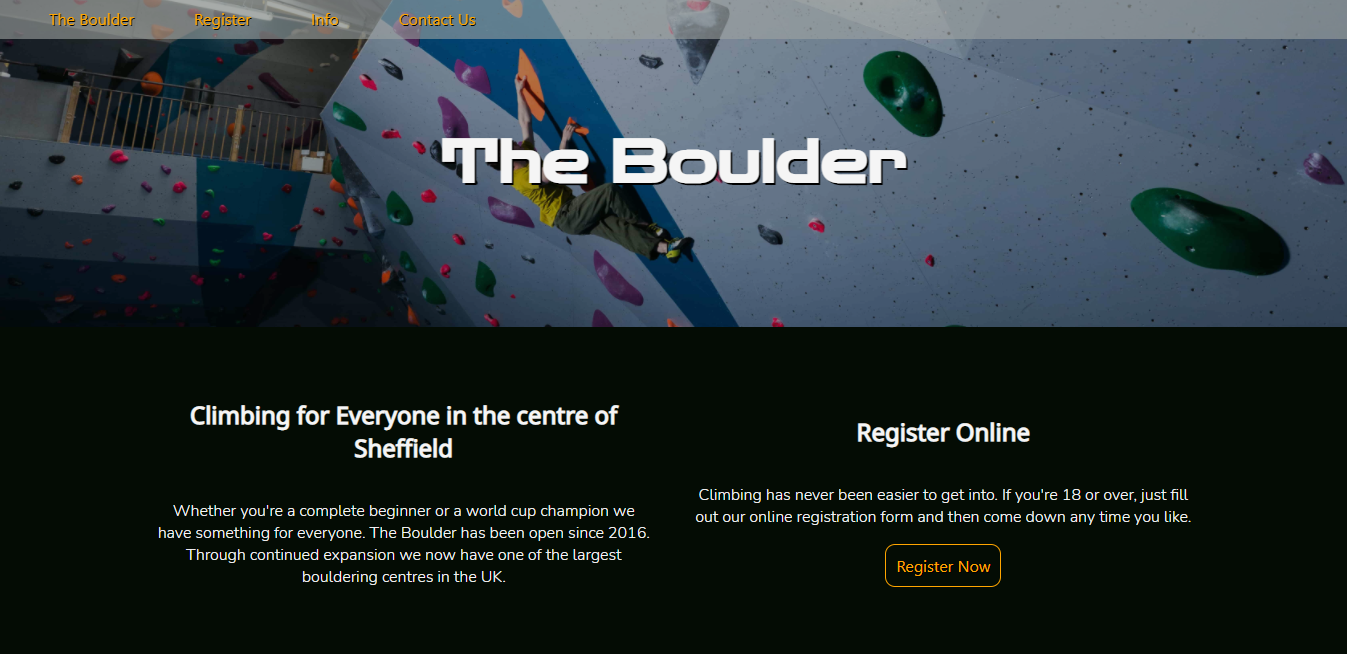 The Boulder Register Info Contact Us
The Boulder
Climbing for Everyone in the centre of
Sheffield
Whether you're a complete beginner or a world cup champion we
have something for everyone. The Boulder has been open since 2016.
Through continued expansion we now have one of the largest
bouldering centres in the UK.
Register Online
Climbing has never been easier to get into. If you're 18 or over, just fill
out our online registration form and then come down any time you like.
Register Now